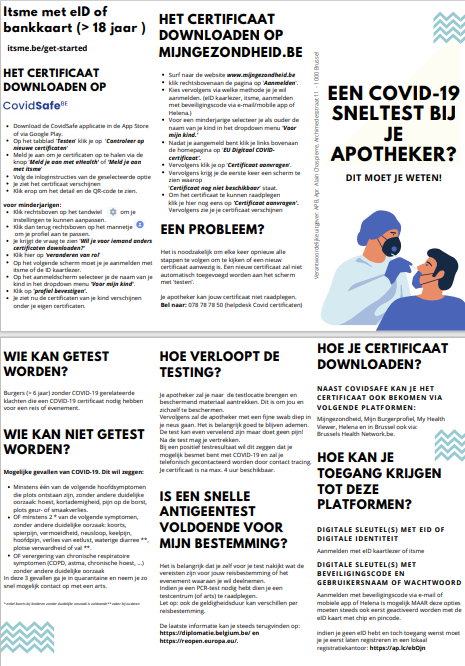 Itsme met eID of
bankkaart (> 18 jaar )
itsme.be/get-started
HET CERTIFICAAT
DOWNLOADEN OP
CovidSafe BE
• Download de CovidSafe applicatie in de App Store
of via Google Play.
• Op het satblad 'Testen' klik je op 'Controleer op
nieuwe certificaten'
• Meld je aan om je certificaten op te halen via de
knop 'Meld je aan met eHealth' of 'Meld je aan
met itsme'
• Volg de inloginstructies van de geselecteerde optie
• Je ziet het certificaat verschijnen
• Klik erop om het detail en de QR-code te zien.
voor minderjarigen:
• Klik rechtsboven op het tandwiel om je
instellingen te kunnen aanpassen.
• Klik dan terug rechtsboven op het mannetje
om je profiel aan te passen.
• Je krijgt de vraag te zien 'Wil je voor iemand anders
certificaten downloaden?'
• Klik hier op 'veranderen van rol'
• Op het volgende scherm moet je je aanmelden met
itsme of de ID kaartlezer.
• Op het aanmeldscherm selecteer je de naam van je
kind in het dropdown menu 'Voor mijn kind'.
• Klik op 'profiel bevestigen'.
• Je ziet nu de certificaten van je kind verschijnen
onder je eigen certificaten.
HET CERTIFICAAT
DOWNLOADEN OP
MIJNGEZONDHEID.BE
• Surf naar de website www.mijngezondheid.be
• klik rechtsbovenaan de pagina op 'Aanmelden'.
• Kies vervolgens via welke methode je je wil
aanmelden. (eID kaarlezer, itsme, aanmelden
met beveiligingscode via e-mail/mobiele app of
Helena.)
• Voor een minderjarige selecteer je als ouder de
naam van je kind in het dropdown menu 'Voor
mijn kind.'
• Nadat je aangemeld bent klik je links bovenaan
de homepagina op 'EU Digitaal COVID-
certificaat'.
• Vervolgens klik je op 'Certificaat aanvragen'.
• Vervolgens krijg je de eerste keer een scherm te
zien waarop
'Certificaat nog niet beschikbaar' staat.
• Om het certificaat te kunnen raadplegen
klik je hier nog eens op 'Certificaat aanvragen'.
Vervolgens zie je je certificaat verschijnen
EEN PROBLEEM?
Het is noodzakelijk om elke keer opnieuw alle
stappen te volgen om te kijken of een nieuw
certificaat aanwezig is. Een nieuw certificaat zal niet
automatisch toegevoegd worden aan het scherm
met 'testen'.
Je apotheker kan jouw certificaat niet raadplegen.
Bel naar: 078 78 78 50 (helpdesk Covid certificaten)
EEN COVID-19
SNELTEST BIJ
JE
APOTHEKER?
DIT MOET JE WETEN!
WIE KAN GETEST
WORDEN?
Burgers (> 6 jaar) zonder COVID-19 gerelateerde
klachten die een COVID-19 certificaat nodig hebben
voor een reis of evenement.
WIE KAN NIET GETEST
WORDEN?
Mogelijke gevallen van COVID-19. Dit wil zeggen:
• Minstens één van de volgende hoofdsymptomen
die plots ontstaan zijn, zonder andere duidelijke
oorzaak: hoest, kortademigheid, pijn op de borst,
plots geur- of smaakverlies.
• OF minstens 2 * van de volgende symptomen,
zonder andere duidelijke oorzaak: koorts,
spierpijn, vermoeidheid, neusloop, keelpijn,
hoofdpijn, verlies van eetlust, waterige diarree **,
plotse verwardheid of val **.
• OF verergering van chronische respiratoire
symptomen (COPD, astma, chronische hoest, ...)
zonder andere duidelijke oorzaak
In deze 3 gevallen ga je in quarantaine en neem je zo
snel mogelijk contact op met een arts.
HOE VERLOOPT DE
TESTING?
Je apotheker zal je naar de testlocatie brengen en
beschermend materiaal aantrekken. Dit is om jou en
zichzelf te beschermen.
Vervolgens zal de apotheker met een fijne swab diep in
je neus gaan. Het is belangrijk goed te blijven ademen.
De test kan even vervelend zijn maar doet geen pijn!
Na de test mag je vertrekken.
Bij een positief testresultaat wil dit zeggen dat je
mogelijk besmet bent met COVID-19 en zal je
telefonisch gecontacteerd worden door contact tracing.
Je certificaat is na max. 4 uur beschikbaar.
IS EEN SNELLE
ANTIGEENTEST
VOLDOENDE VOOR
MIJN BESTEMMING?
Het is belangrijk dat je zelf voor je test nakijkt wat de
vereisten zijn voor jouw reisbestemming of het
evenement waaraan je wil deelnemen.
Indien je een PCR-test nodig hebt dien je een
testcentrum (of arts) te raadplegen.
Let op: ook de geldigheidsduur kan verschillen per
reisbestemming.
De laatste informatie kan je steeds terugvinden op:
https://diplomatie.belgium.be/ en
https://reopen.europa.eu/.
HOE JE CERTIFICAAT
DOWNLOADEN?
NAAST COVIDSAFE KAN JE HET
CERTIFICAAT OOK BEKOMEN VIA
VOLGENDE PLATFORMEN:
Mijngezondheid, Mijn Burgerprofiel, My Health
Viewer, Helena en in Brussel ook via:
Brussels Health Network.be.
HOE KAN JE
TOEGANG KRIJGEN
TOT DEZE
PLATFORMEN?
DIGITALE SLEUTEL(S) MET EID OF
DIGITALE IDENTITEIT
Aanmelden met eID kaartlezer of itsme
DIGITALE SLEUTEL(S) MET
BEVEILIGINGSCODE EN
GEBRUIKERSNAAM OF WACHTWOORD
Aanmelden met beveiligingscode via e-mail of
mobiele app of Helena is mogelijk MAAR deze opties
moeten steeds ook eerst geactiveerd worden met de
eID kaart met chip en pincode.
indien je geen eID hebt en toch toegang wenst moet
je je eerst laten registreren in een lokaal
registratiekantoor: https://ap.lc/ebOjn